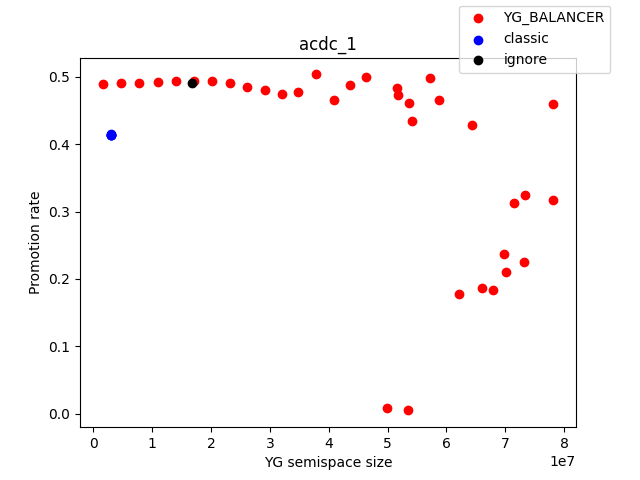 acdc_1
YG_BALANCER
classic
ignore
Promotion rate
0.5
0.4
0.3
0.2
0.1
0.0
0 1 2 3 4 5 6 7 8
1e7
YG semispace size